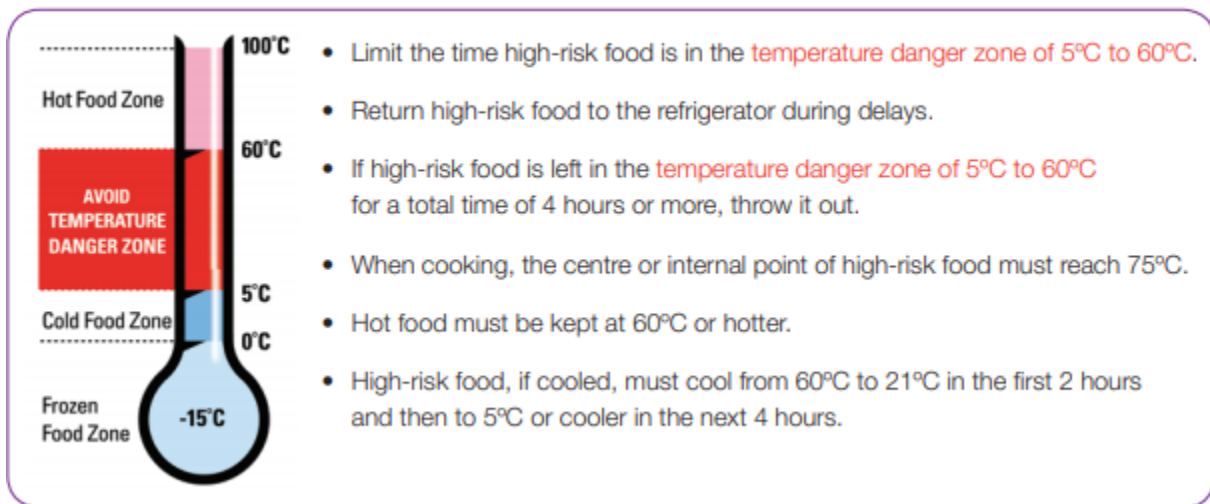 100°C
Hot Food Zone
60°C
AVOID
TEMPERATURE
DANGER ZONE
5°C
Cold Food Zone
0°C
Frozen
Food Zone
-15°C
• Limit the time high-risk food is in the temperature danger zone of 5ºC to 60ºC.
• Return high-risk food to the refrigerator during delays.
• If high-risk food is left in the temperature danger zone of 5ºC to 60ºC
for a total time of 4 hours or more, throw it out.
• When cooking, the centre or internal point of high-risk food must reach 75ºC.
• Hot food must be kept at 60ºC or hotter.
• High-risk food, if cooled, must cool from 60ºC to 21ºC in the first 2 hours
and then to 5ºC or cooler in the next 4 hours.